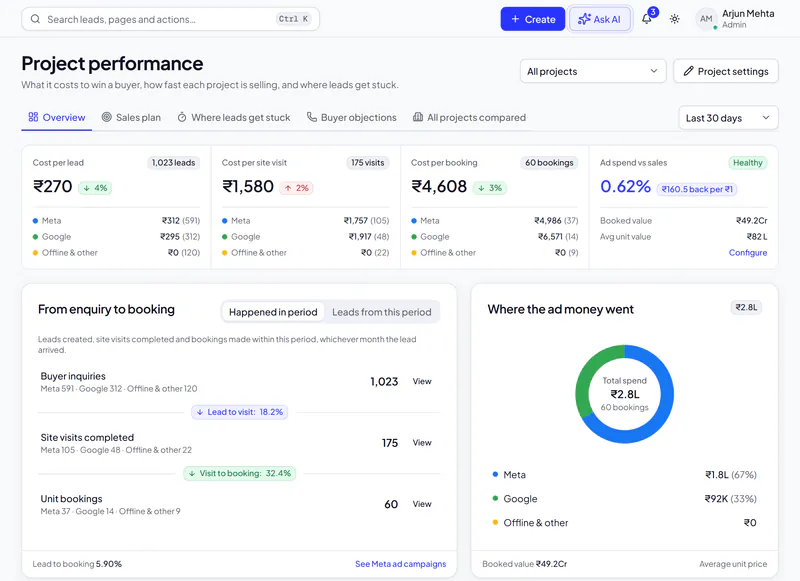 Search leads, pages and actions... Ctrl K
+ Create
Ask AI
3
AM
Arjun Mehta
Admin
Project performance
What it costs to win a buyer, how fast each project is selling, and where leads get stuck.
All projects
Project settings
Overview
Sales plan
Where leads get stuck
Buyer objections
All projects compared
Last 30 days
Cost per lead 1,023 leads
₹270 ↓ 4%
Meta ₹312 (591)
Google ₹295 (312)
Offline & other ₹0 (120)
Cost per site visit 175 visits
₹1,580 ↑ 2%
Meta ₹1,757 (105)
Google ₹1,917 (48)
Offline & other ₹0 (22)
Cost per booking 60 bookings
₹4,608 ↓ 3%
Meta ₹4,986 (37)
Google ₹6,571 (14)
Offline & other ₹0 (9)
Ad spend vs sales Healthy
0.62% ₹160.5 back per ₹1
Booked value ₹49.2Cr
Avg unit value ₹82 L
Configure
From enquiry to booking
Happened in period
Leads from this period
Leads created, site visits completed and bookings made within this period, whichever month the lead
arrived.
Buyer inquiries
Meta 591 · Google 312 · Offline & other 120
1,023 View
↓ Lead to visit: 18.2%
Site visits completed
Meta 105 · Google 48 · Offline & other 22
175 View
↓ Visit to booking: 32.4%
Unit bookings
Meta 37 · Google 14 · Offline & other 9
60 View
Lead to booking 5.90%
See Meta ad campaigns
Where the ad money went ₹2.8L
Total spend
₹2.8L
60 bookings
Meta ₹1.8L (67%)
Google ₹92K (33%)
Offline & other ₹0
Booked value ₹49.2Cr
Average unit price